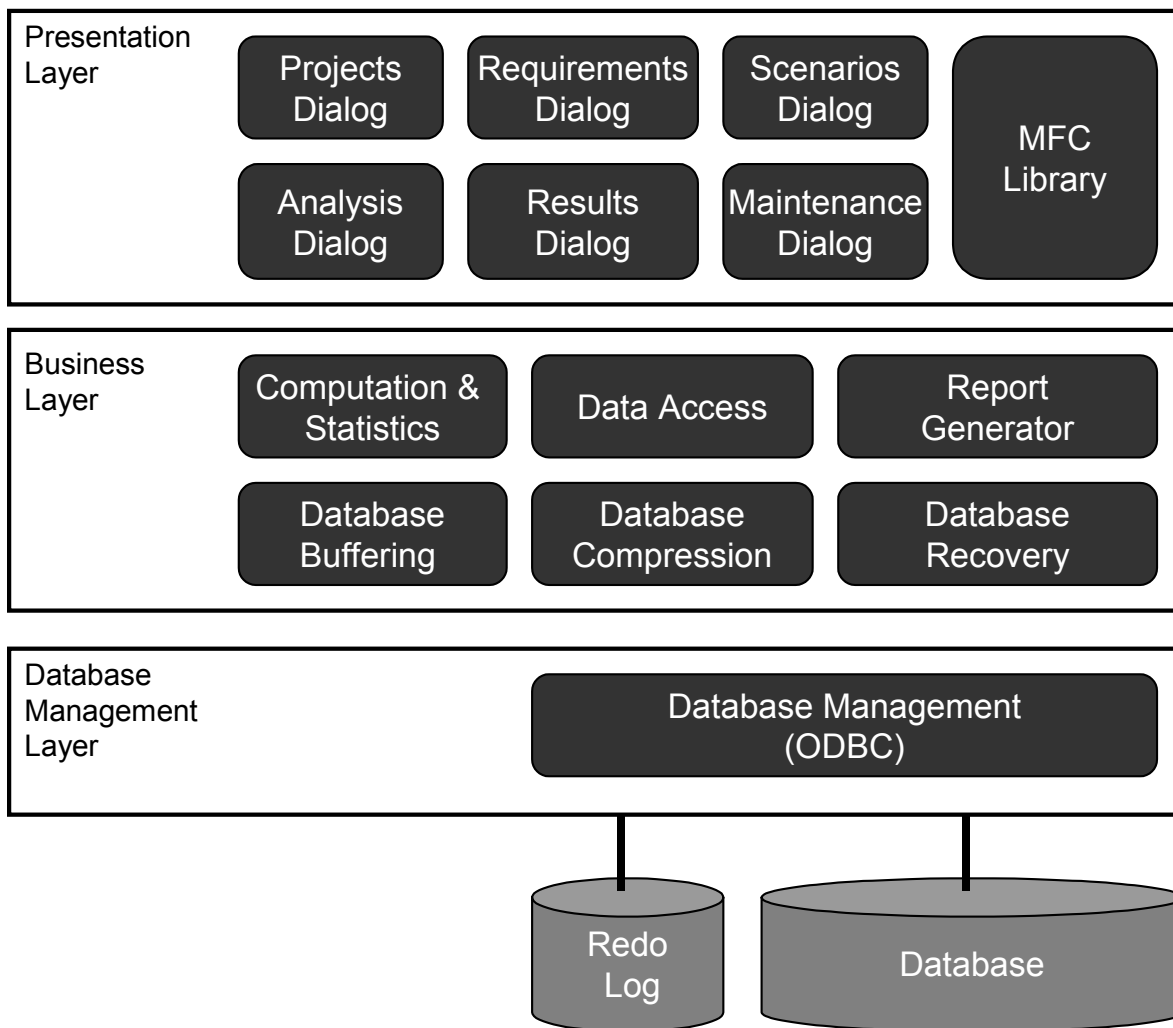 Presentation
Layer
Projects
Dialog
Requirements
Dialog
Scenarios
Dialog
MFC
Library
Analysis
Dialog
Results
Dialog
Maintenance
Dialog
Business
Layer
Computation &
Statistics
Data Access
Report
Generator
Database
Buffering
Database
Compression
Database
Recovery
Database
Management
Layer
Database Management
(ODBC)
Redo
Log
Database